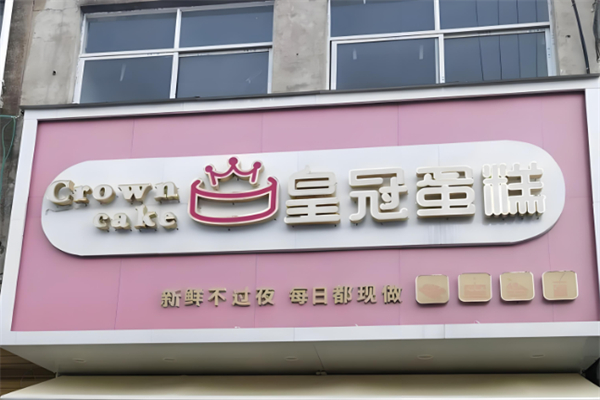 Crown
cake
皇冠蛋糕
新鲜不过夜 每日都现做